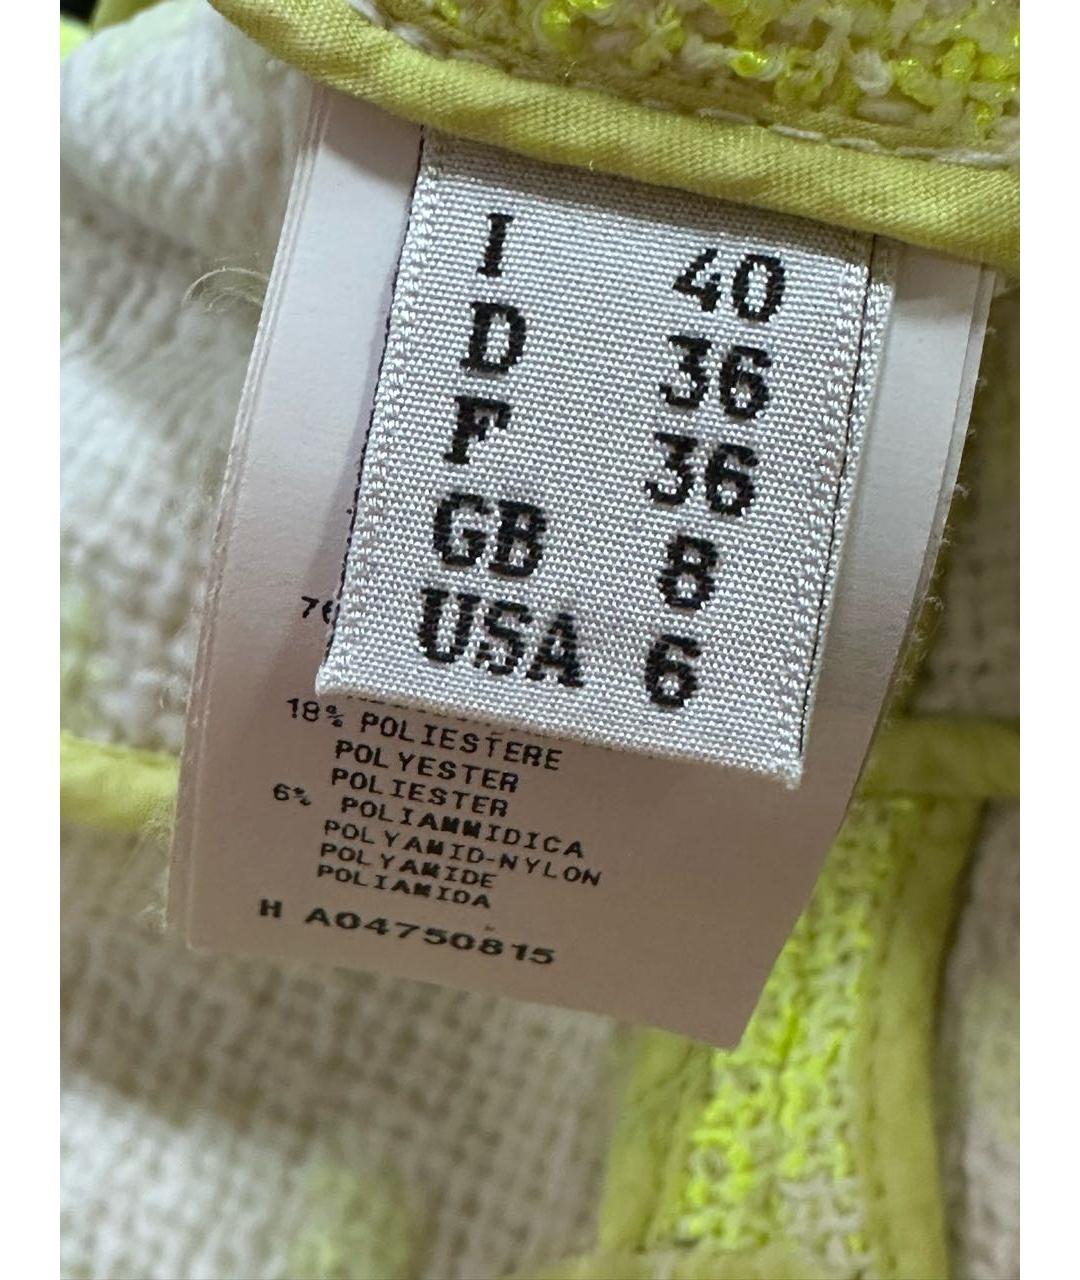 I 40
D 36
F 36
GB 8
USA 6
18% POLIESTERE
POLYESTER
POLIESTER
6% POLIAMMIDICA
POLYAMID-NYLON
POLYAMIDE
POLIAMIDA
H A04750815